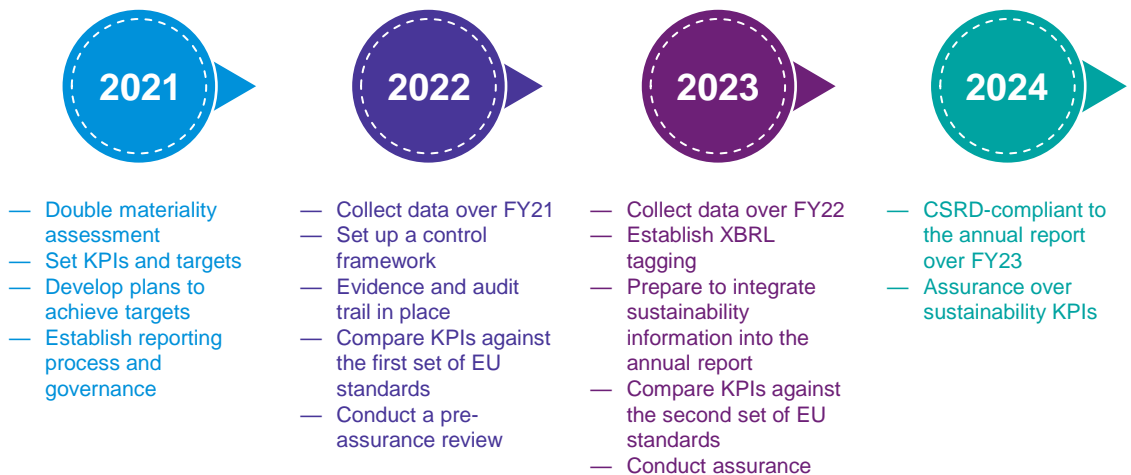 2021
2022
2023
2024
— Double materiality
assessment
— Set KPIs and targets
— Develop plans to
achieve targets
— Establish reporting
process and
governance
— Collect data over FY21
— Set up a control
framework
— Evidence and audit
trail in place
— Compare KPIs against
the first set of EU
standards
— Conduct a pre-
assurance review
— Collect data over FY22
— Establish XBRL
tagging
— Prepare to integrate
sustainability
information into the
annual report
— Compare KPIs against
the second set of EU
standards
— Conduct assurance
— CSRD-compliant to
the annual report
over FY23
— Assurance over
sustainability KPIs